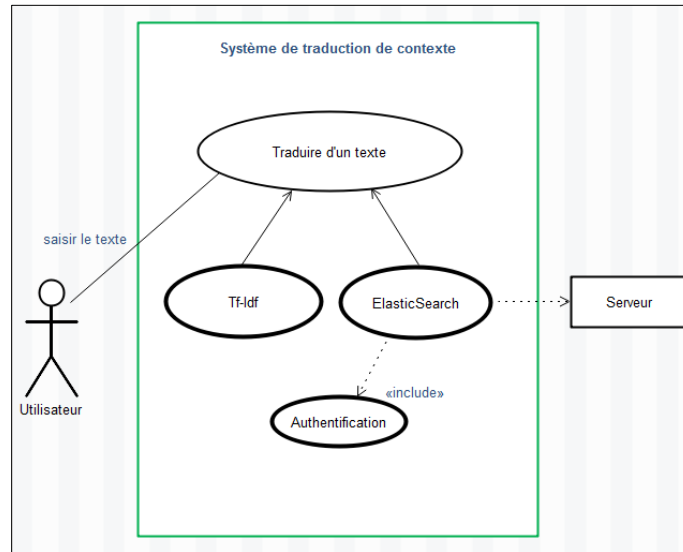 Système de traduction de contexte
Traduire d'un texte
saisir le texte
Tf-Idf
ElasticSearch
Serveur
«include»
Utilisateur
Authentification